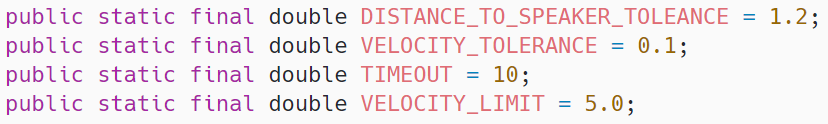 public static final double DISTANCE_TO_SPEAKER_TOLEANCE = 1.2;
public static final double VELOCITY_TOLERANCE = 0.1;
public static final double TIMEOUT = 10;
public static final double VELOCITY_LIMIT = 5.0;